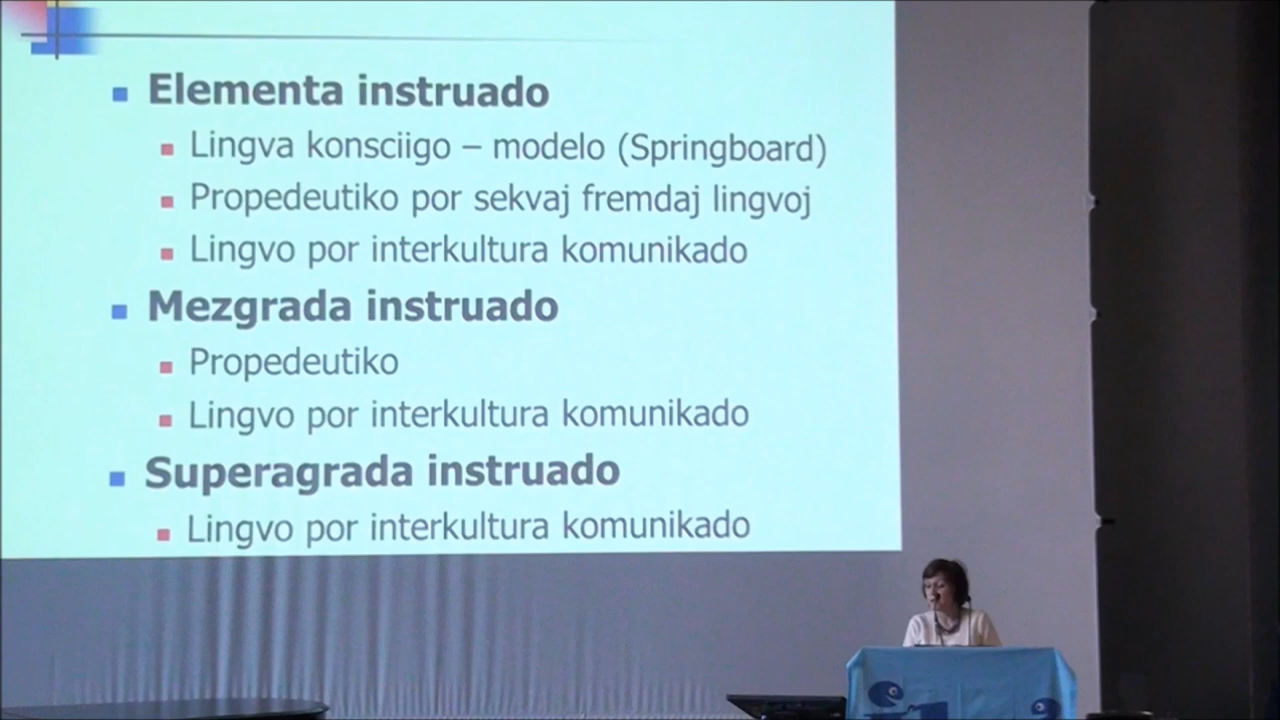 Elementa instruado
Lingva konsciigo – modelo (Springboard)
Propedeutiko por sekvaj fremdaj lingvoj
Lingvo por interkultura komunikado
Mezgrada instruado
Propedeutiko
Lingvo por interkultura komunikado
Superagrada instruado
Lingvo por interkultura komunikado